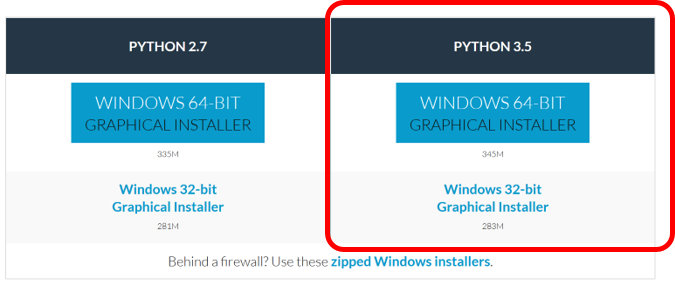 PYTHON 2.7
WINDOWS 64-BIT
GRAPHICAL INSTALLER
335M
Windows 32-bit
Graphical Installer
281M
PYTHON 3.5
WINDOWS 64-BIT
GRAPHICAL INSTALLER
345M
Windows 32-bit
Graphical Installer
283M
Behind a firewall? Use these zipped Windows installers.